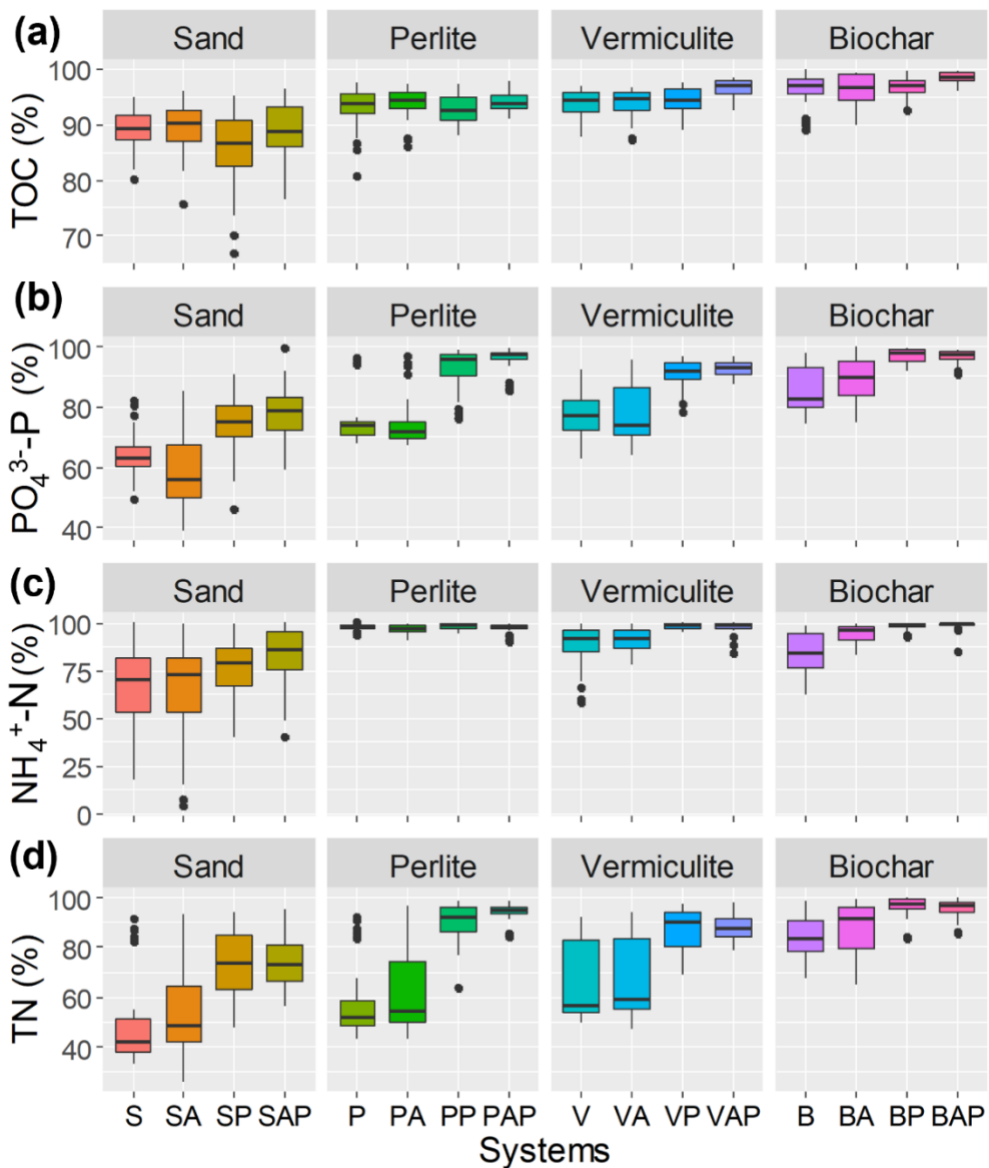 (a)
Sand Perlite Vermiculite Biochar
TOC (%)
100
90
80
70
(b)
Sand Perlite Vermiculite Biochar
PO₄³⁻-P (%)
100
80
60
40
(c)
Sand Perlite Vermiculite Biochar
NH₄⁺-N(%)
100
75
50
25
0
(d)
Sand Perlite Vermiculite Biochar
TN (%)
100
80
60
40
S SA SP SAP P PA PP PAP V VA VP VAP B BA BP BAP
Systems